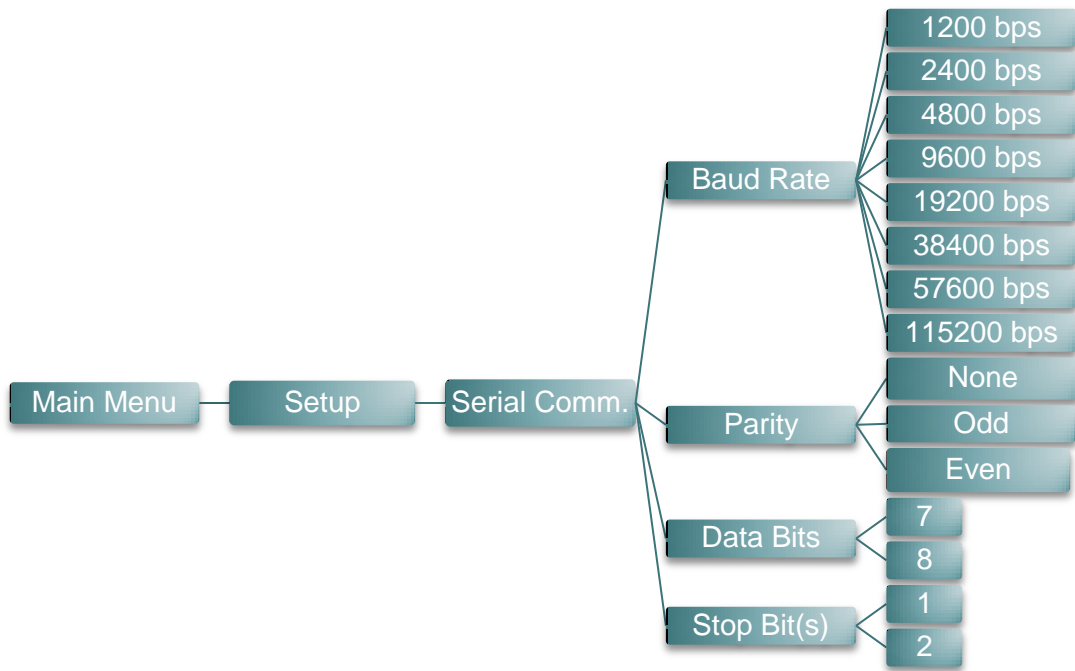 Main Menu
Setup
Serial Comm.
Baud Rate
1200 bps
2400 bps
4800 bps
9600 bps
19200 bps
38400 bps
57600 bps
115200 bps
Parity
None
Odd
Even
Data Bits
7
8
Stop Bit(s)
1
2